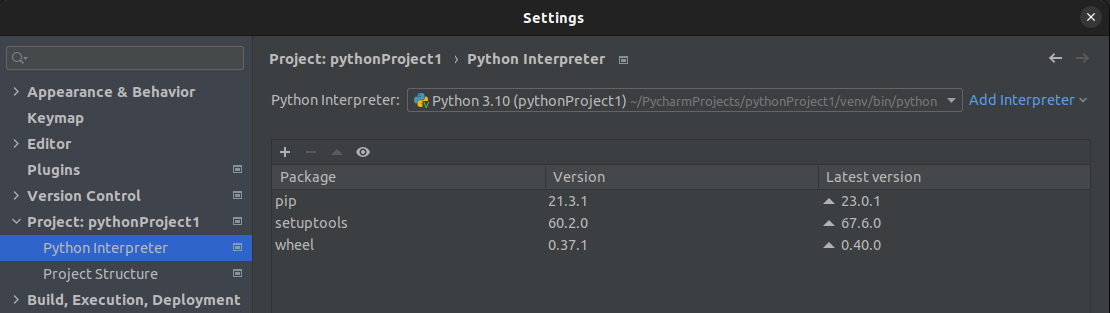 Settings
Project: pythonProject1 › Python Interpreter
Appearance & Behavior
Keymap
Editor
Plugins
Version Control
Project: pythonProject1
Python Interpreter
Project Structure
Build, Execution, Deployment
Python Interpreter: Python 3.10 (pythonProject1) ~/PycharmProjects/pythonProject1/venv/bin/python Add Interpreter
Package Version Latest version
pip 21.3.1 23.0.1
setuptools 60.2.0 67.6.0
wheel 0.37.1 0.40.0